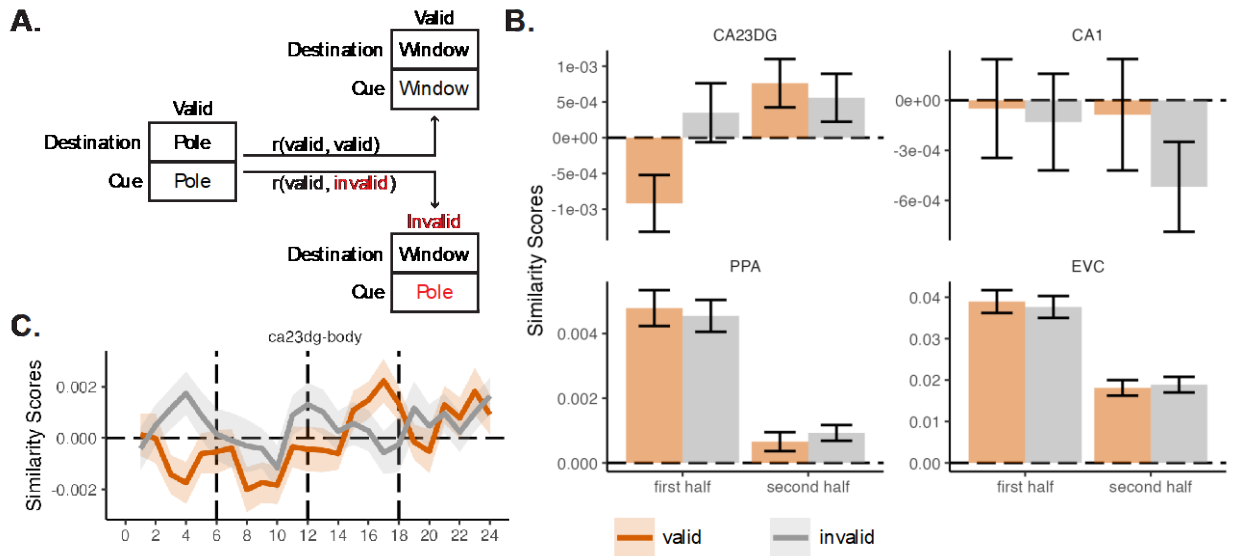 A.
Valid
Destination
Window
Cue
Window
Valid
Destination
Pole
Cue
Pole
r(valid, valid)
r(valid, invalid)
Invalid
Destination
Window
Cue
Pole
B.
Similarity Scores
CA23DG
1e-03
5e-04
0e+00
-5e-04
-1e-03
CA1
0e+00
-3e-04
-6e-04
PPA
0.004
0.002
0.000
first half
second half
EVC
0.04
0.03
0.02
0.01
0.00
first half
second half
C.
ca23dg-body
Similarity Scores
0.002
0.000
-0.002
0 2 4 6 8 10 12 14 16 18 20 22 24
valid
invalid